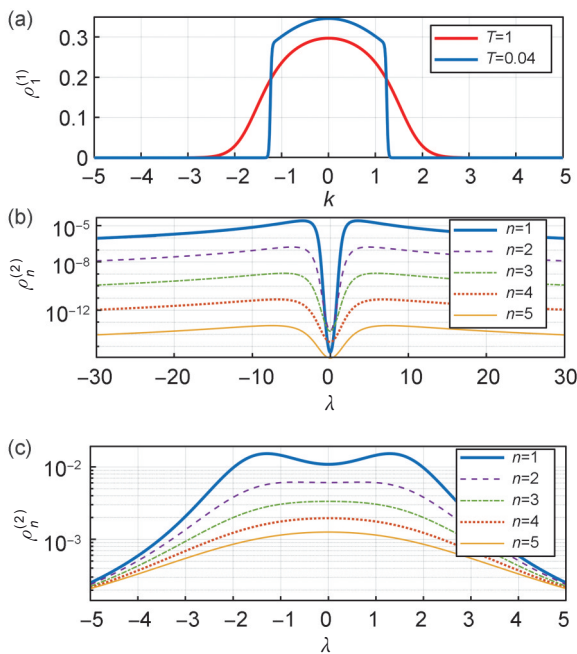 (a)
0.3
0.2
0.1
0
ρ₁⁽¹⁾
T=1
T=0.04
−5 −4 −3 −2 −1 0 1 2 3 4 5
k
(b)
10⁻⁵
10⁻⁸
10⁻¹²
ρₙ⁽²⁾
n=1
n=2
n=3
n=4
n=5
−30 −20 −10 0 10 20 30
λ
(c)
10⁻²
10⁻³
ρₙ⁽²⁾
n=1
n=2
n=3
n=4
n=5
−5 −4 −3 −2 −1 0 1 2 3 4 5
λ